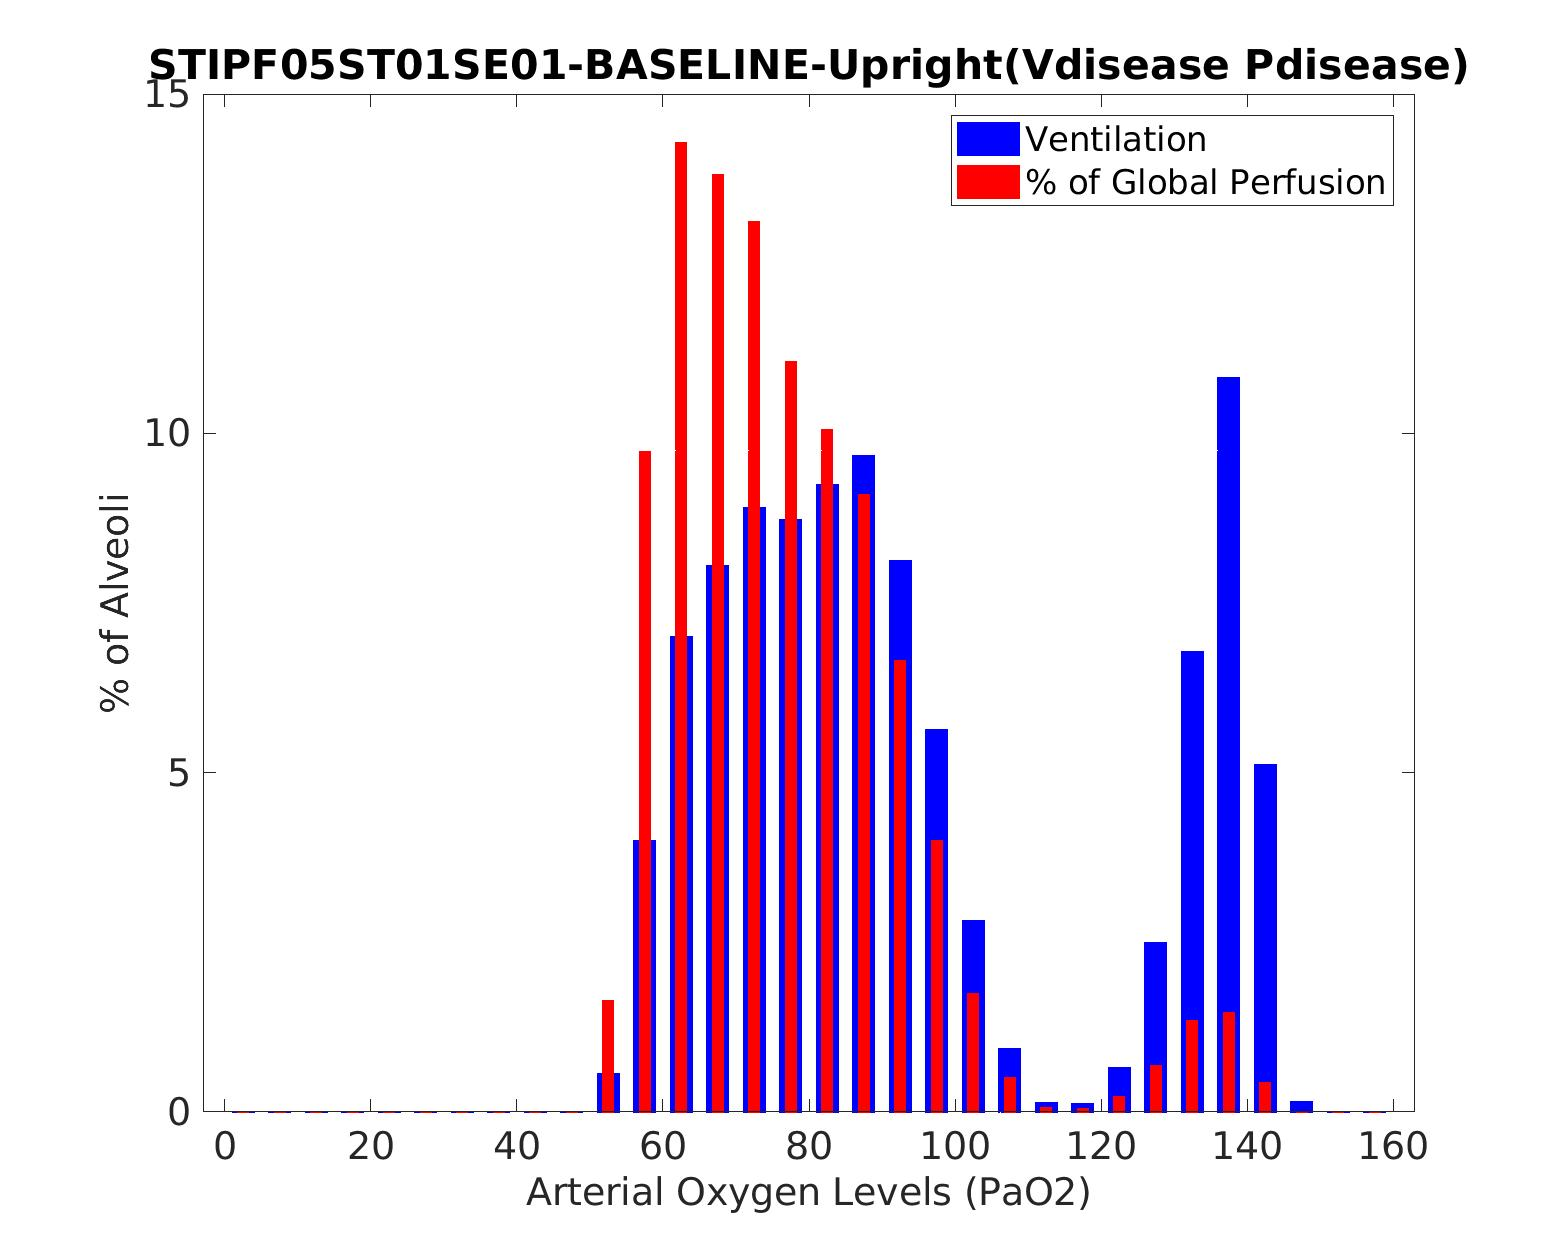 STIPF05ST01SE01-BASELINE-Upright(Vdisease Pdisease)
15
Ventilation
% of Global Perfusion
10
% of Alveoli
5
0
0 20 40 60 80 100 120 140 160
Arterial Oxygen Levels (PaO2)